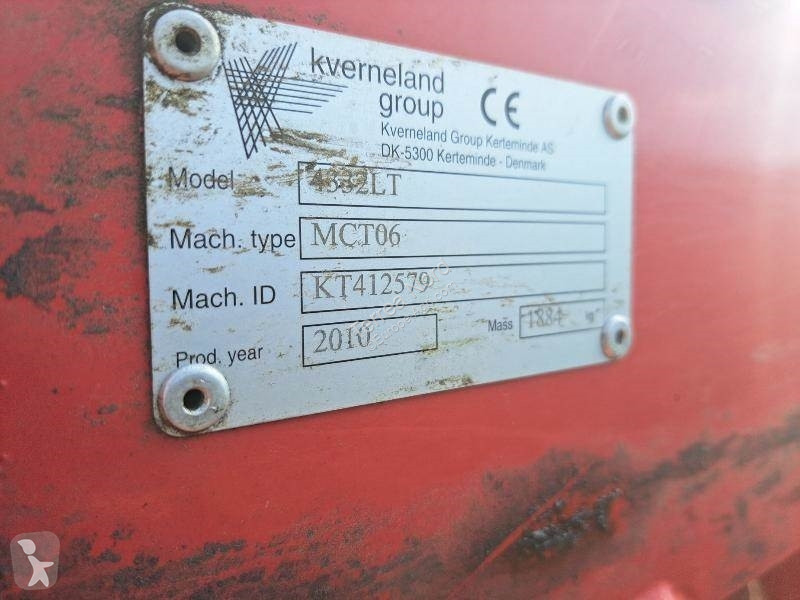 kverneland
group CE
Kverneland Group Kerteminde AS
DK-5300 Kerteminde - Denmark
Model 4332LT
Mach. type MCT06
Mach. ID KT412579
Prod. year 2010 Mass 1884 kg